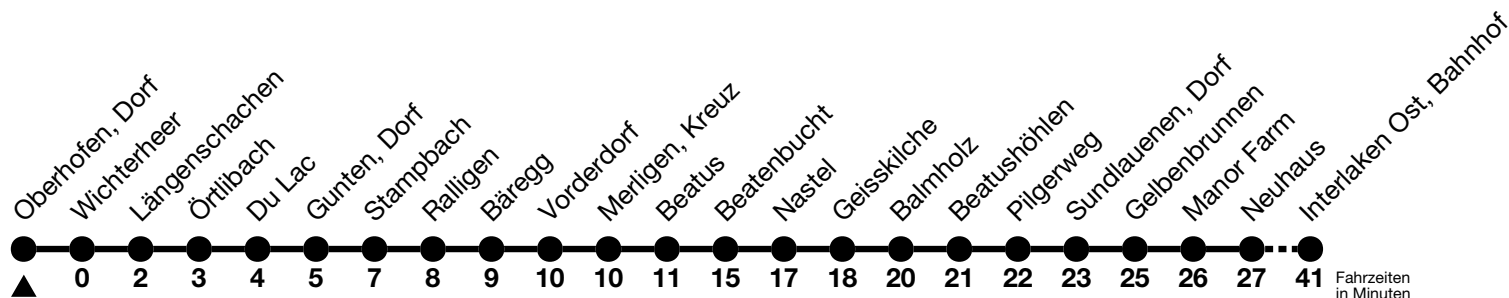 Oberhofen, Dorf
Wichterheer
Längenschachen
Örtlibach
Du Lac
Gunten, Dorf
Stampbach
Ralligen
Bäregg
Vorderdorf
Merligen, Kreuz
Beatus
Beatenbucht
Nastel
Geisskilche
Balmholz
Beatushöhlen
Pilgerweg
Sundlauenen, Dorf
Gelbenbrunnen
Manor Farm
Neuhaus
Interlaken Ost, Bahnhof
0 2 3 4 5 7 8 9 10 10 11 15 17 18 20 21 22 23 25 26 27 41 Fahrzeiten
in Minuten